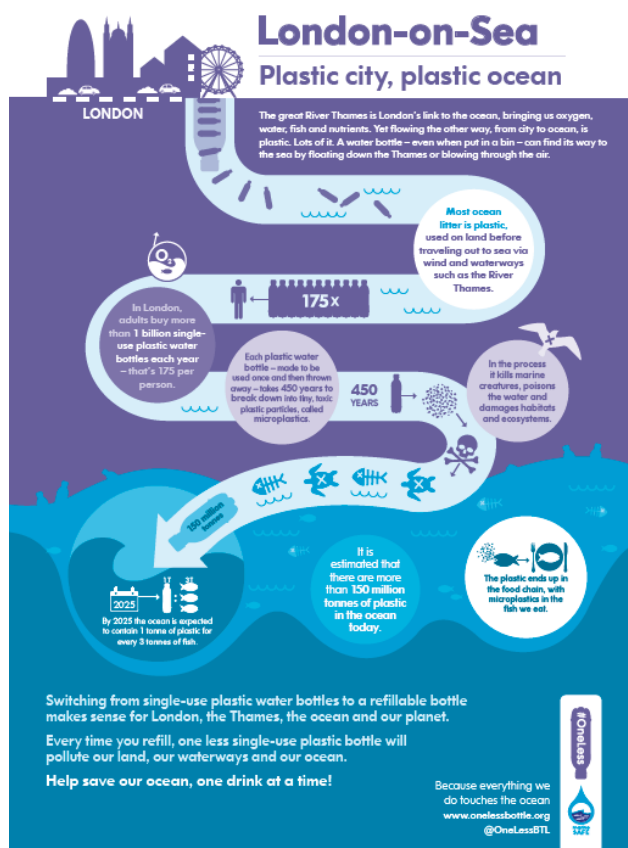 London-on-Sea
Plastic city, plastic ocean
LONDON
The great River Thames is London's link to the ocean, bringing us oxygen,
water, fish and nutrients. Yet flowing the other way, from city to ocean, is
plastic. Lots of it. A water bottle – even when put in a bin – can find its way to
the sea by floating down the Thames or blowing through the air.
Most ocean
litter is plastic,
used on land before
traveling out to sea via
wind and waterways
such as the River
Thames.
O2
175x
In London,
adults buy more
than 1 billion single-
use plastic water
bottles each year
– that's 175 per
person.
Each plastic water
bottle – made to be
used once and then thrown
away – takes 450 years to
break down into tiny, toxic
plastic particles, called
microplastics.
450
YEARS
In the process
it kills marine
creatures, poisons
the water and
damages habitats
and ecosystems.
150 million
tonnes
2025
1T
3T
By 2025 the ocean is expected
to contain 1 tonne of plastic for
every 3 tonnes of fish.
It is
estimated that
there are more
than 150 million
tonnes of plastic
in the ocean
today.
The plastic ends up in
the food chain, with
microplastics in the
fish we eat.
Switching from single-use plastic water bottles to a refillable bottle
makes sense for London, the Thames, the ocean and our planet.
Every time you refill, one less single-use plastic bottle will
pollute our land, our waterways and our ocean.
Help save our ocean, one drink at a time!
Because everything we
do touches the ocean
www.onelessbottle.org
@OneLessBTL
#OneLess